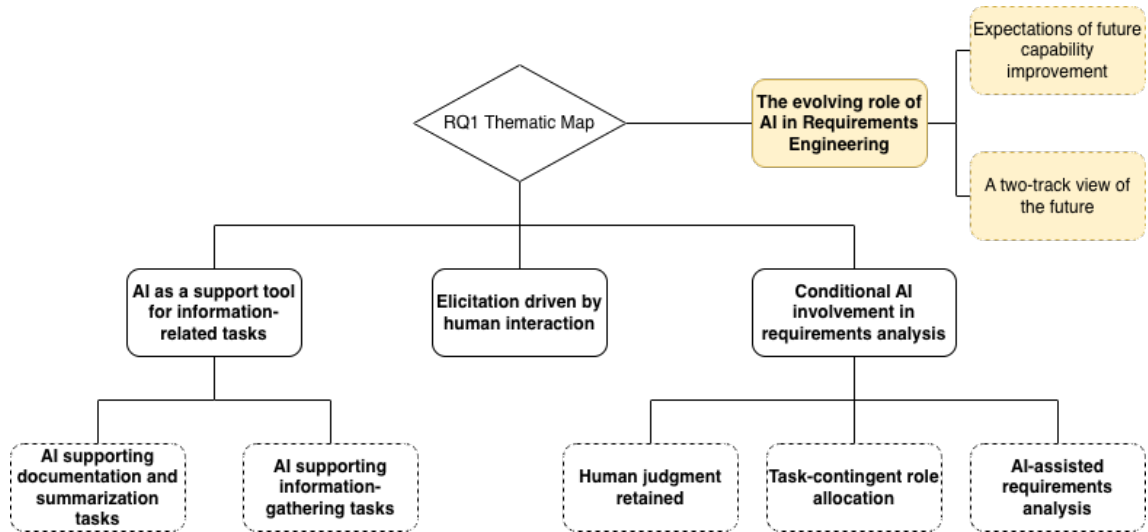 Expectations of future
capability
improvement
RQ1 Thematic Map
The evolving role of
AI in Requirements
Engineering
A two-track view of
the future
AI as a support tool
for information-
related tasks
Elicitation driven by
human interaction
Conditional AI
involvement in
requirements analysis
AI supporting
documentation and
summarization
tasks
AI supporting
information-
gathering tasks
Human judgment
retained
Task-contingent role
allocation
AI-assisted
requirements
analysis